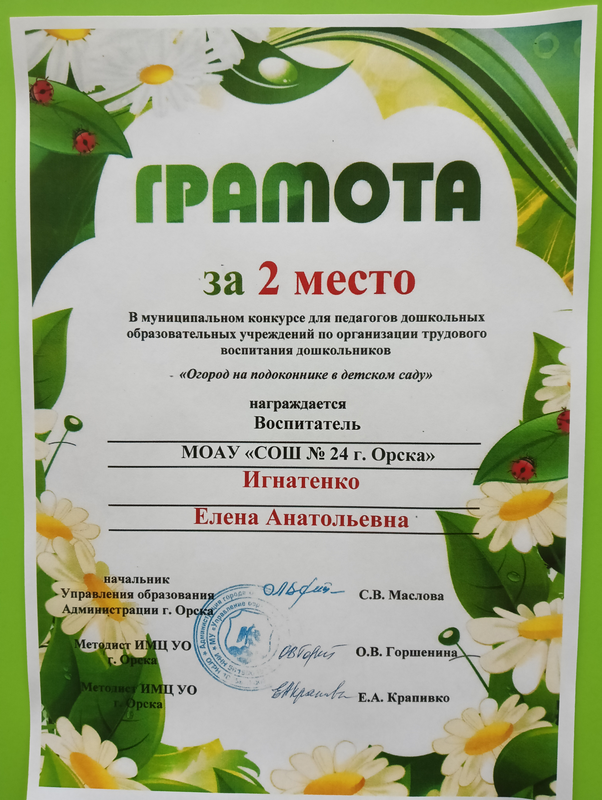 ГРАМОТА
за 2 место
В муниципальном конкурсе для педагогов дошкольных
образовательных учреждений по организации трудового
воспитания дошкольников
- «Огород на подоконнике в детском саду»
награждается
Воспитатель
МОАУ «СОШ № 24 г. Орска»
Игнатенко
Елена Анатольевна
начальник
Управления образования
Администрации г. Орска
С.В. Маслова
Методист ИМЦ УО
г. Орска
О.В. Горшенина
Методист ИМЦ УО
г. Орска
Е.А. Крапивко